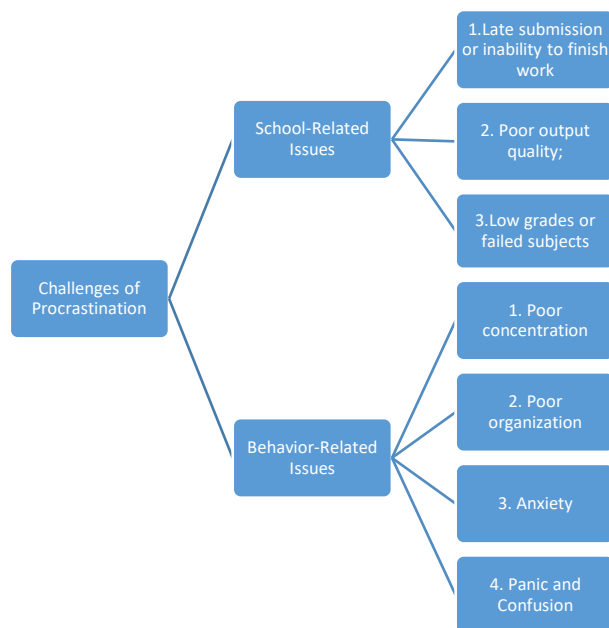 Challenges of
Procrastination
School-Related
Issues
1.Late submission
or inability to finish
work
2. Poor output
quality;
3.Low grades or
failed subjects
Behavior-Related
Issues
1. Poor
concentration
2. Poor
organization
3. Anxiety
4. Panic and
Confusion